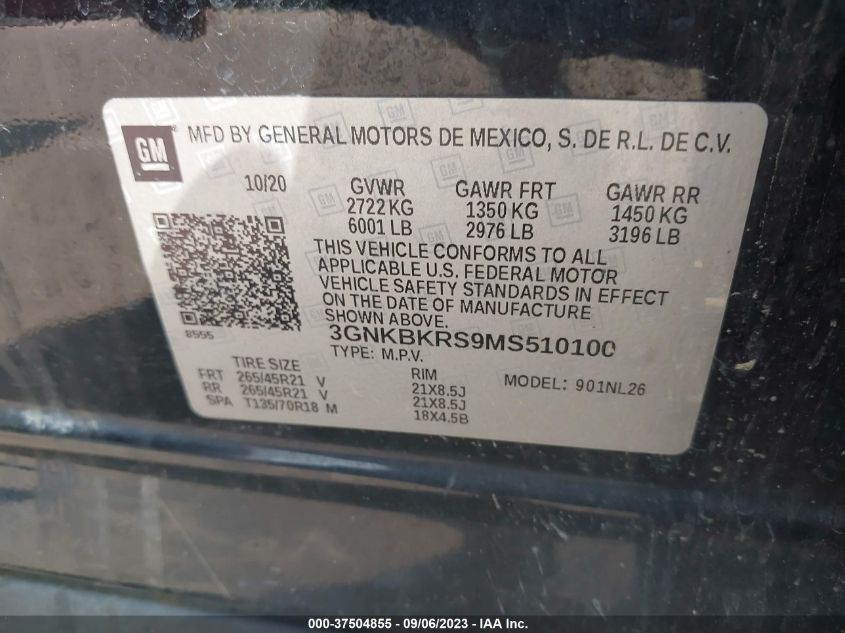 GM MFD BY GENERAL MOTORS DE MEXICO, S. DE R.L. DE C.V.
10/20 GVWR GAWR FRT GAWR RR
2722 KG 1350 KG 1450 KG
6001 LB 2976 LB 3196 LB
THIS VEHICLE CONFORMS TO ALL
APPLICABLE U.S. FEDERAL MOTOR
VEHICLE SAFETY STANDARDS IN EFFECT
ON THE DATE OF MANUFACTURE
SHOWN ABOVE.
8595
3GNKBKRS9MS510100
TYPE: M.P.V.
TIRE SIZE RIM MODEL: 901NL26
FRT 265/45R21 V 21X8.5J
RR 265/45R21 V 21X8.5J
SPA T135/70R18 M 18X4.5B
000-37504855 - 09/06/2023 - IAAI.com